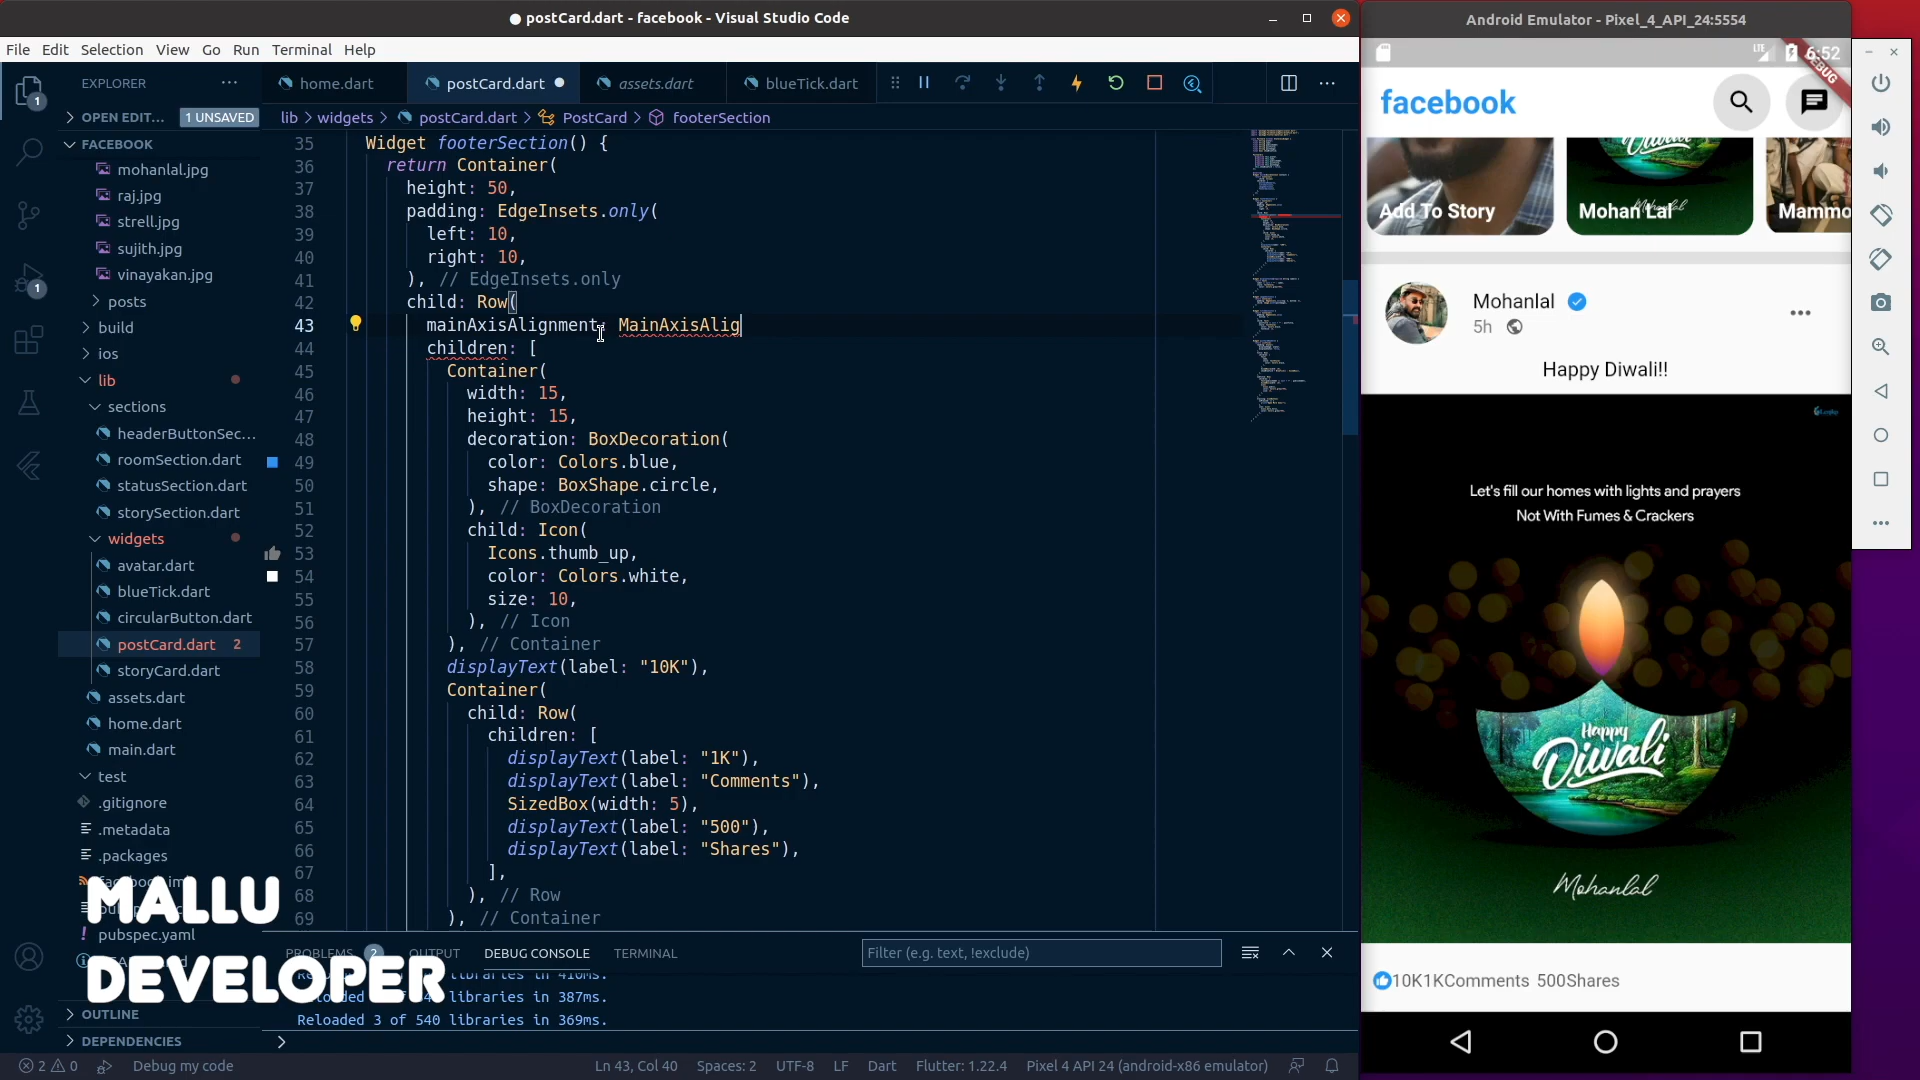 ● postCard.dart - facebook - Visual Studio Code
File Edit Selection View Go Run Terminal Help
EXPLORER
OPEN EDIT... 1 UNSAVED
FACEBOOK
mohanlal.jpg
raj.jpg
strell.jpg
sujith.jpg
vinayakan.jpg
posts
build
ios
lib
sections
headerButtonSec...
roomSection.dart
statusSection.dart
storySection.dart
widgets
avatar.dart
blueTick.dart
circularButton.dart
postCard.dart 2
storyCard.dart
assets.dart
home.dart
main.dart
test
.gitignore
.metadata
.packages
pubspec.yaml
OUTLINE
DEPENDENCIES
MALLU
DEVELOPER
home.dart postCard.dart ● assets.dart blueTick.dart
lib > widgets > postCard.dart > PostCard > footerSection
35 Widget footerSection() {
36 return Container(
37 height: 50,
38 padding: EdgeInsets.only(
39 left: 10,
40 right: 10,
41 ), // EdgeInsets.only
42 child: Row(
43 mainAxisAlignment: MainAxisAlig
44 children: [
45 Container(
46 width: 15,
47 height: 15,
48 decoration: BoxDecoration(
49 color: Colors.blue,
50 shape: BoxShape.circle,
51 ), // BoxDecoration
52 child: Icon(
53 Icons.thumb_up,
54 color: Colors.white,
55 size: 10,
56 ), // Icon
57 ), // Container
58 displayText(label: "10K"),
59 Container(
60 child: Row(
61 children: [
62 displayText(label: "1K"),
63 displayText(label: "Comments"),
64 SizedBox(width: 5),
65 displayText(label: "500"),
66 displayText(label: "Shares"),
67 ],
68 ), // Row
69 ), // Container
PROBLEMS 2 OUTPUT DEBUG CONSOLE TERMINAL Filter (e.g. text, !exclude)
libraries in 410ms.
libraries in 387ms.
Reloaded 3 of 540 libraries in 369ms.
2 0 Debug my code Ln 43, Col 40 Spaces: 2 UTF-8 LF Dart Flutter: 1.22.4 Pixel 4 API 24 (android-x86 emulator)
Android Emulator - Pixel_4_API_24:5554
LTE 6:52
DEBUG
facebook
Add To Story Mohan Lal Mammo
Mohanlal
5h
Happy Diwali!!
Let's fill our homes with lights and prayers
Not With Fumes & Crackers
Happy
Diwali
Mohanlal
10K1KComments 500Shares